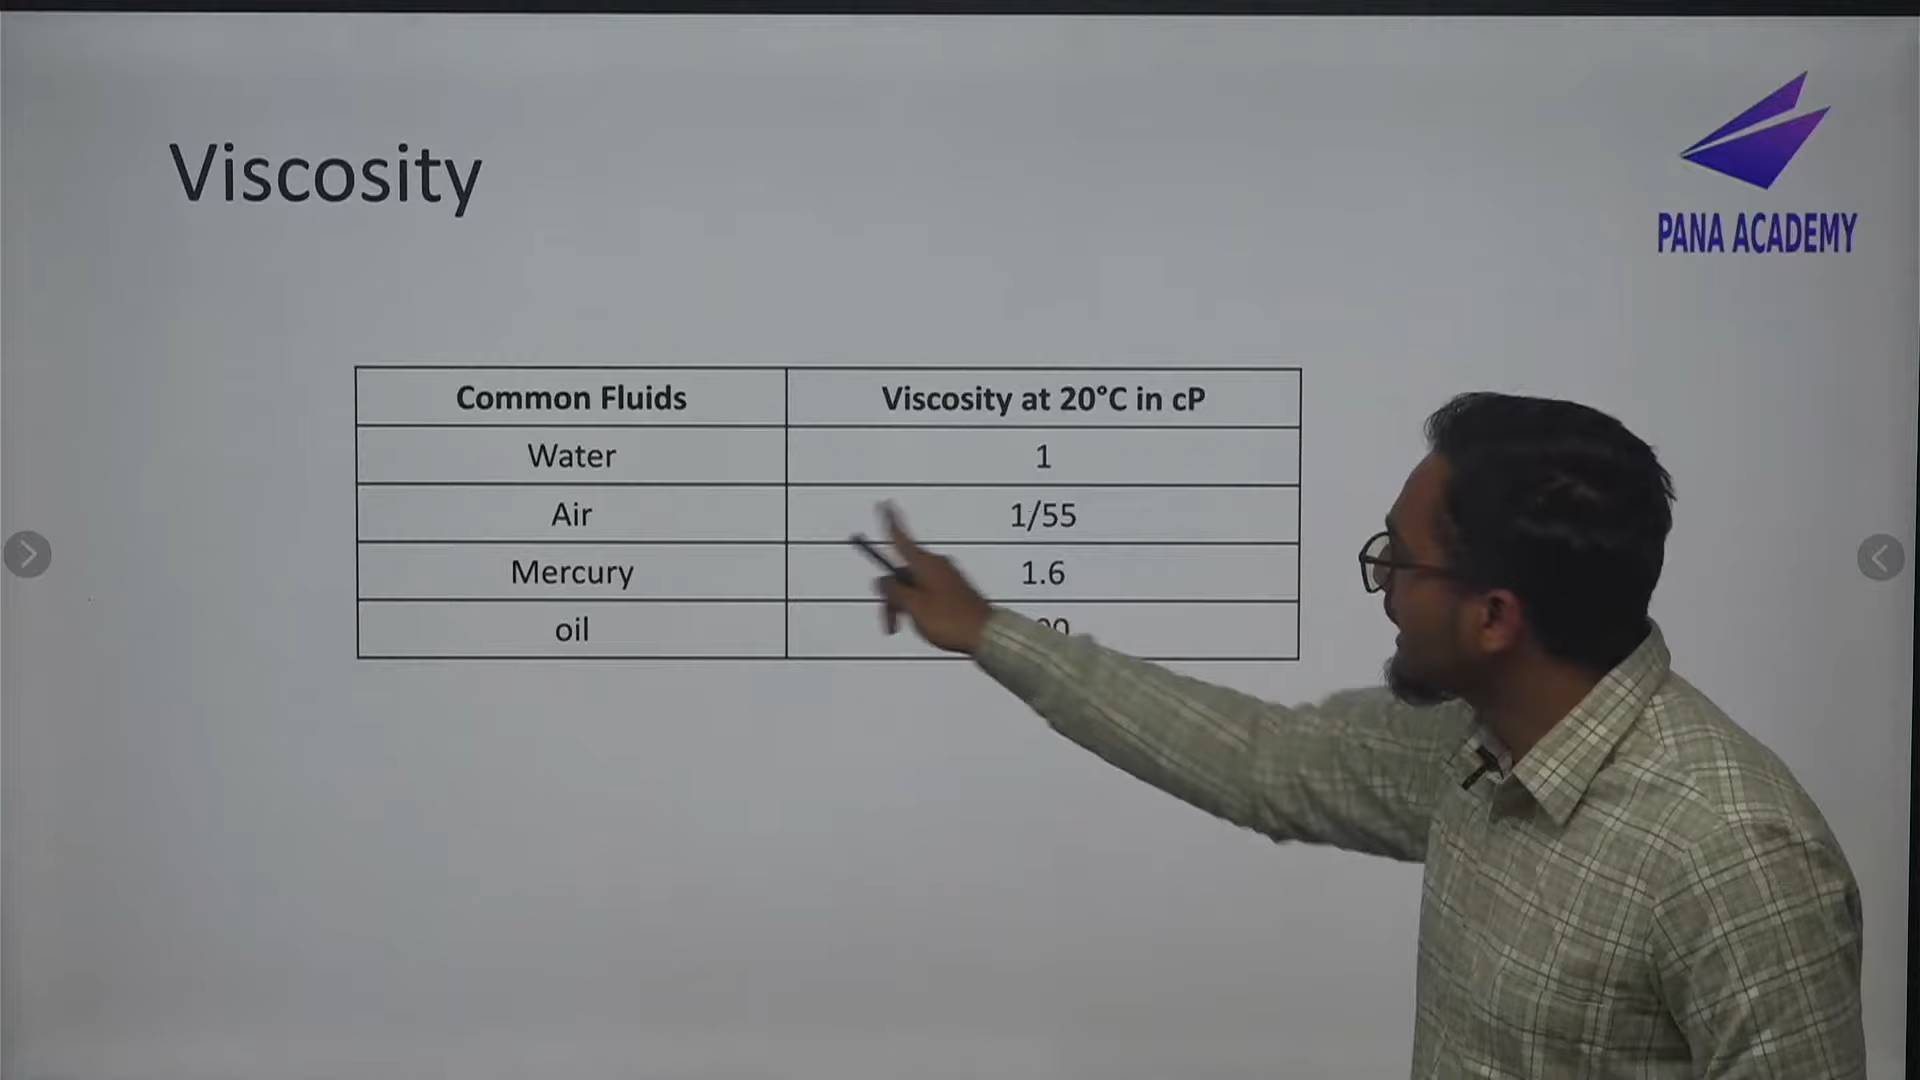 Viscosity
PANA ACADEMY
Common Fluids Viscosity at 20°C in cP
Water 1
Air 1/55
Mercury 1.6
oil